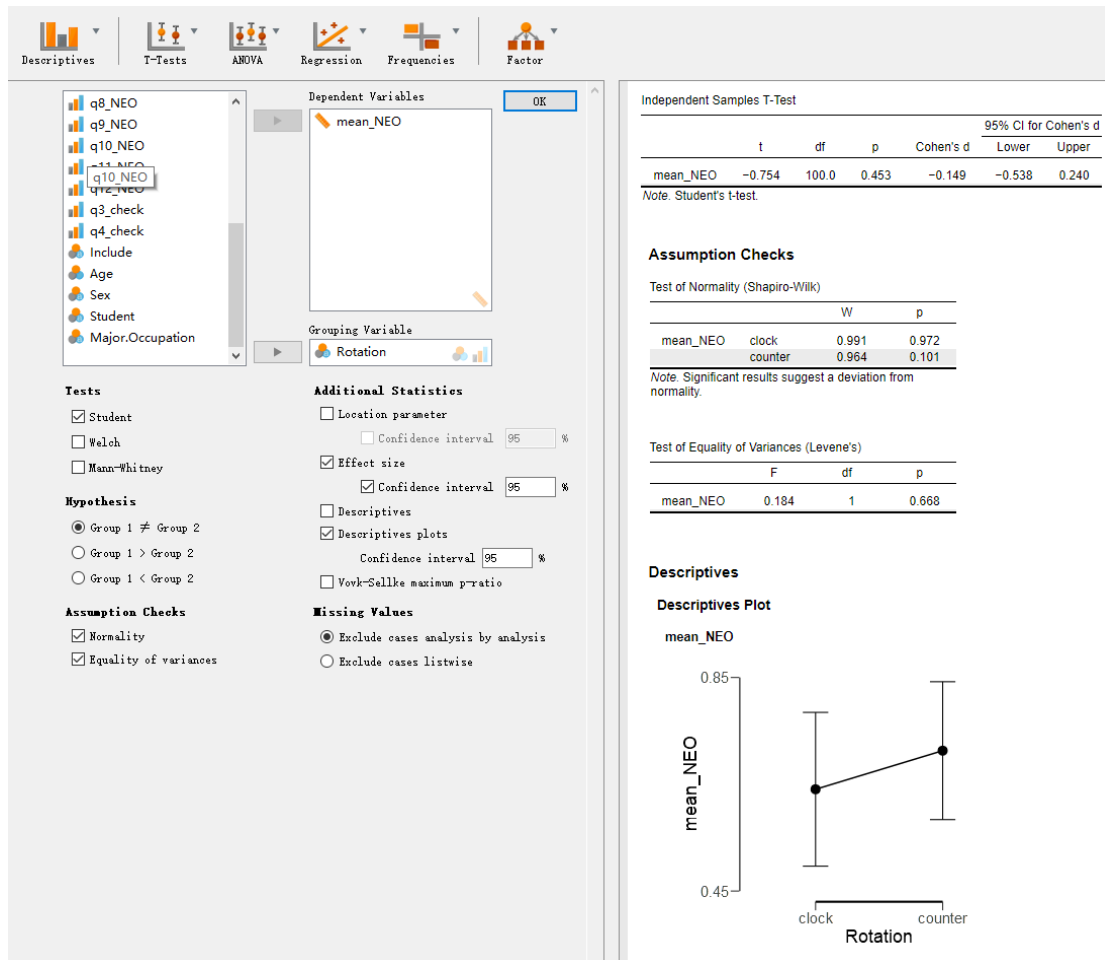 Descriptives T-Tests ANOVA Regression Frequencies Factor
q8_NEO
q9_NEO
q10_NEO
q10_NEO
q12_NEO
q3_check
q4_check
Include
Age
Sex
Student
Major.Occupation
Dependent Variables
OK
mean_NEO
Grouping Variable
Rotation
Tests
Student
Welch
Mann-Whitney
Hypothesis
Group 1 ≠ Group 2
Group 1 > Group 2
Group 1 < Group 2
Assumption Checks
Normality
Equality of variances
Additional Statistics
Location parameter
Confidence interval 95 %
Effect size
Confidence interval 95 %
Descriptives
Descriptives plots
Confidence interval 95 %
Vovk-Sellke maximum p-ratio
Missing Values
Exclude cases analysis by analysis
Exclude cases listwise
Independent Samples T-Test
95% CI for Cohen's d
t df p Cohen's d Lower Upper
mean_NEO −0.754 100.0 0.453 −0.149 −0.538 0.240
Note. Student's t-test.
Assumption Checks
Test of Normality (Shapiro-Wilk)
W p
mean_NEO clock 0.991 0.972
counter 0.964 0.101
Note. Significant results suggest a deviation from
normality.
Test of Equality of Variances (Levene's)
F df p
mean_NEO 0.184 1 0.668
Descriptives
Descriptives Plot
mean_NEO
0.85
mean_NEO
0.45
clock counter
Rotation